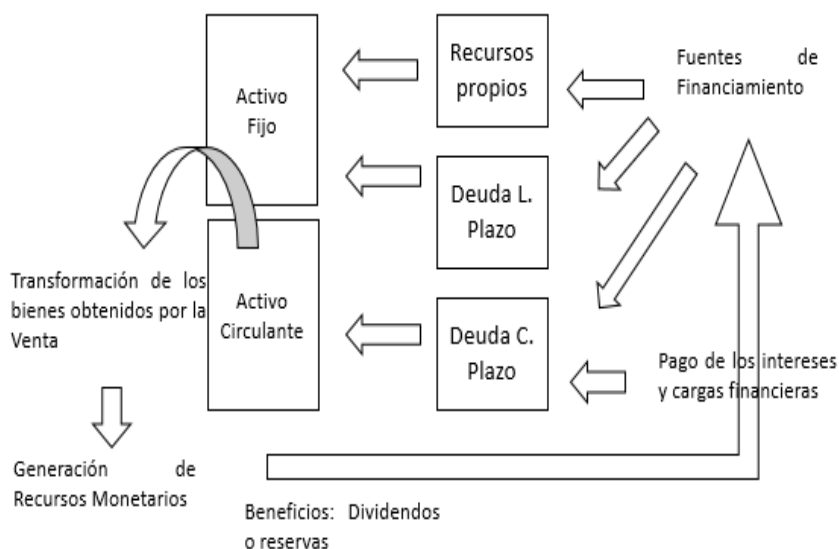 Activo
Fijo
Recursos
propios
Fuentes de
Financiamiento
Deuda L.
Plazo
Transformación de los
bienes obtenidos por la
Venta
Activo
Circulante
Deuda C.
Plazo
Pago de los intereses
y cargas financieras
Generación de
Recursos Monetarios
Beneficios: Dividendos
o reservas